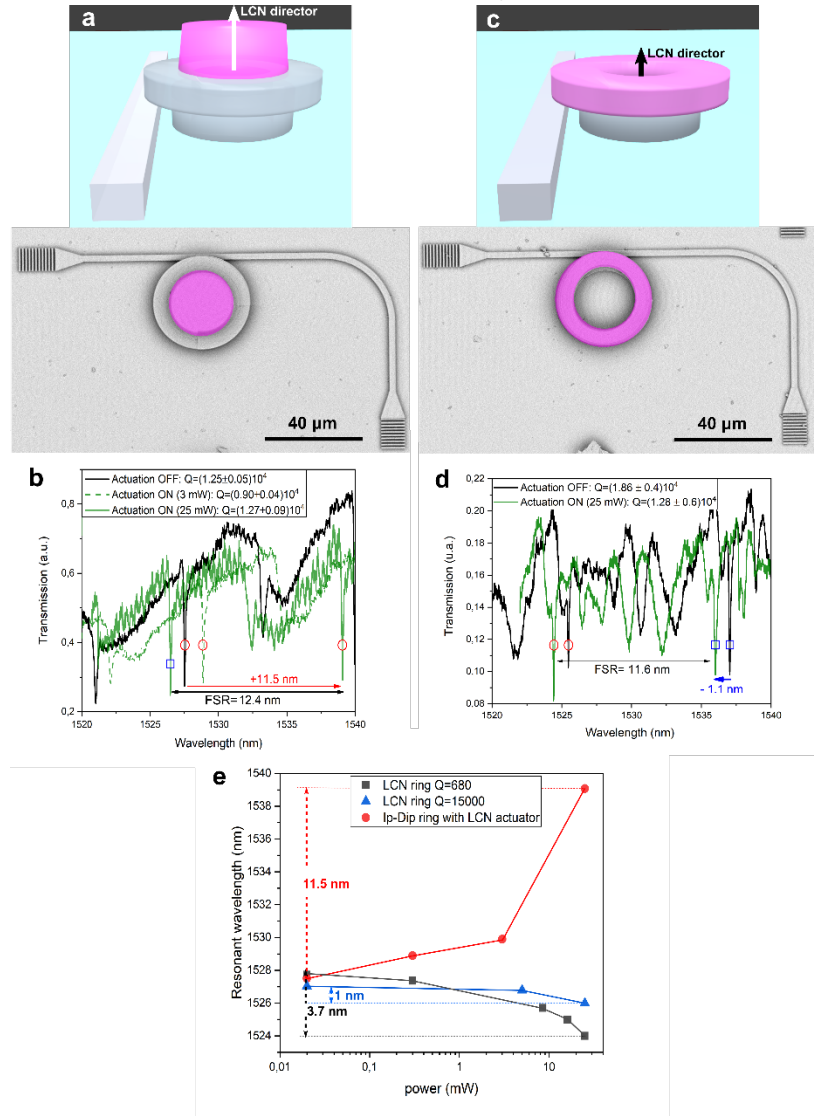 a
LCN director
c
LCN director
40 µm
40 µm
b
Actuation OFF: Q=(1.25±0.05)10⁴
Actuation ON (3 mW): Q=(0.90+0.04)10⁴
Actuation ON (25 mW): Q=(1.27+0.09)10⁴
0,8
0,6
0,4
0,2
Transmission (a.u.)
+11.5 nm
FSR=12.4 nm
1520 1525 1530 1535 1540
Wavelength (nm)
d
Actuation OFF: Q=(1.86 ± 0.4)10⁴
Actuation ON (25 mW): Q=(1.28 ± 0.6)10⁴
0,22
0,20
0,18
0,16
0,14
0,12
0,10
0,08
Transmission (u.a.)
FSR= 11.6 nm
- 1.1 nm
1520 1525 1530 1535 1540
Wavelength (nm)
e
LCN ring Q=680
LCN ring Q=15000
Ip-Dip ring with LCN actuator
1540
1539
1538
1536
1534
1532
1530
1528
1526
1524
Resonant wavelength (nm)
11.5 nm
1 nm
3.7 nm
0,01 0,1 1 10
power (mW)